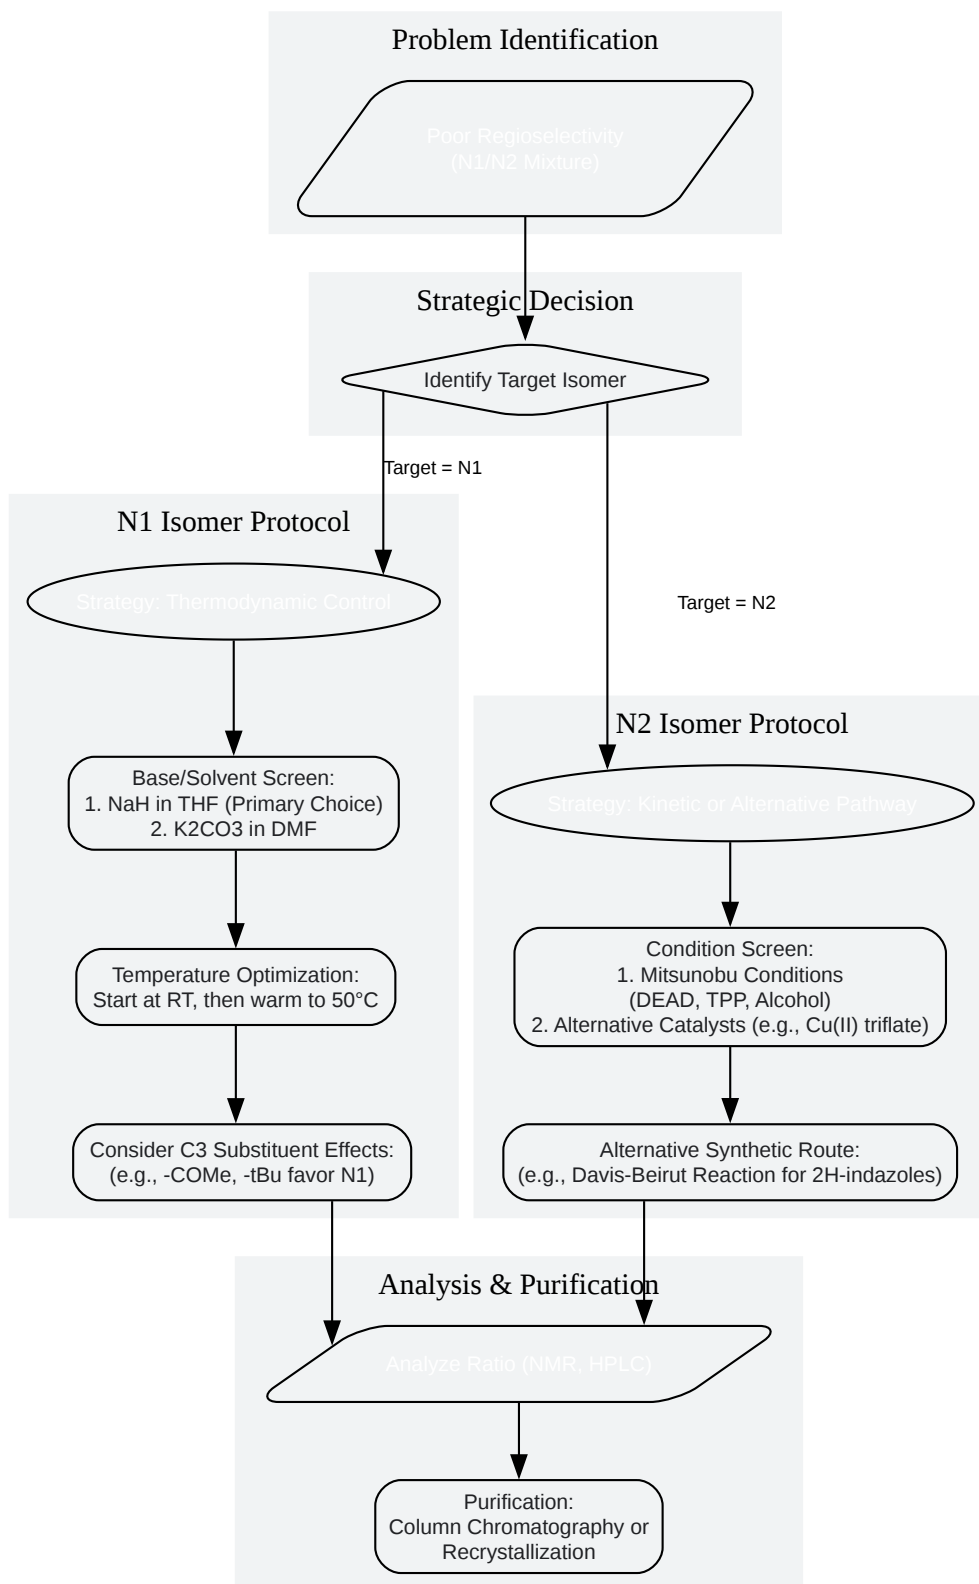 Problem Identification
Poor Regioselectivity
(N1/N2 Mixture)
Strategic Decision
Identify Target Isomer
Target = N1
N1 Isomer Protocol
Strategy: Thermodynamic Control
Target = N2
Base/Solvent Screen:
1. NaH in THF (Primary Choice)
2. K2CO3 in DMF
N2 Isomer Protocol
Strategy: Kinetic or Alternative Pathway
Temperature Optimization:
Start at RT, then warm to 50°C
Condition Screen:
1. Mitsunobu Conditions
(DEAD, TPP, Alcohol)
2. Alternative Catalysts (e.g., Cu(II) triflate)
Consider C3 Substituent Effects:
(e.g., -COMe, -tBu favor N1)
Alternative Synthetic Route:
(e.g., Davis-Beirut Reaction for 2H-indazoles)
Analysis & Purification
Analyze Ratio (NMR, HPLC)
Purification:
Column Chromatography or
Recrystallization